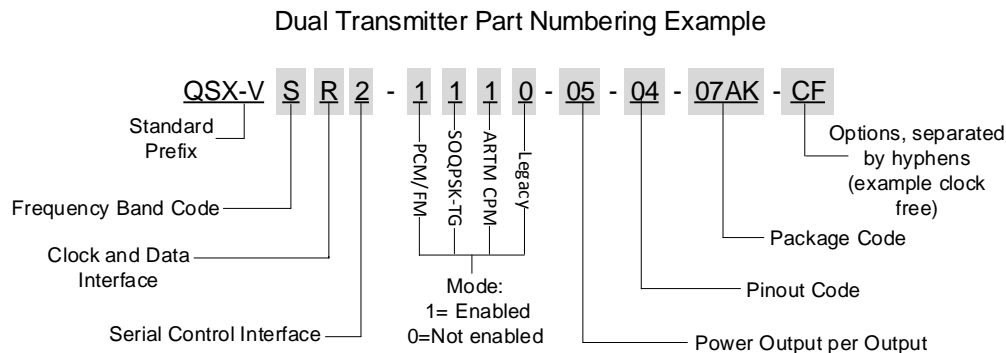 Dual Transmitter Part Numbering Example
QSX-V S R 2 - 1 1 1 0 - 05 - 04 - 07AK - CF
Standard
Prefix
PCM/FM
SOQPSK-TG
ARTM CPM
Legacy
Options, separated
by hyphens
(example clock
free)
Frequency Band Code
Package Code
Clock and Data
Interface
Mode:
1= Enabled
0=Not enabled
Pinout Code
Serial Control Interface
Power Output per Output